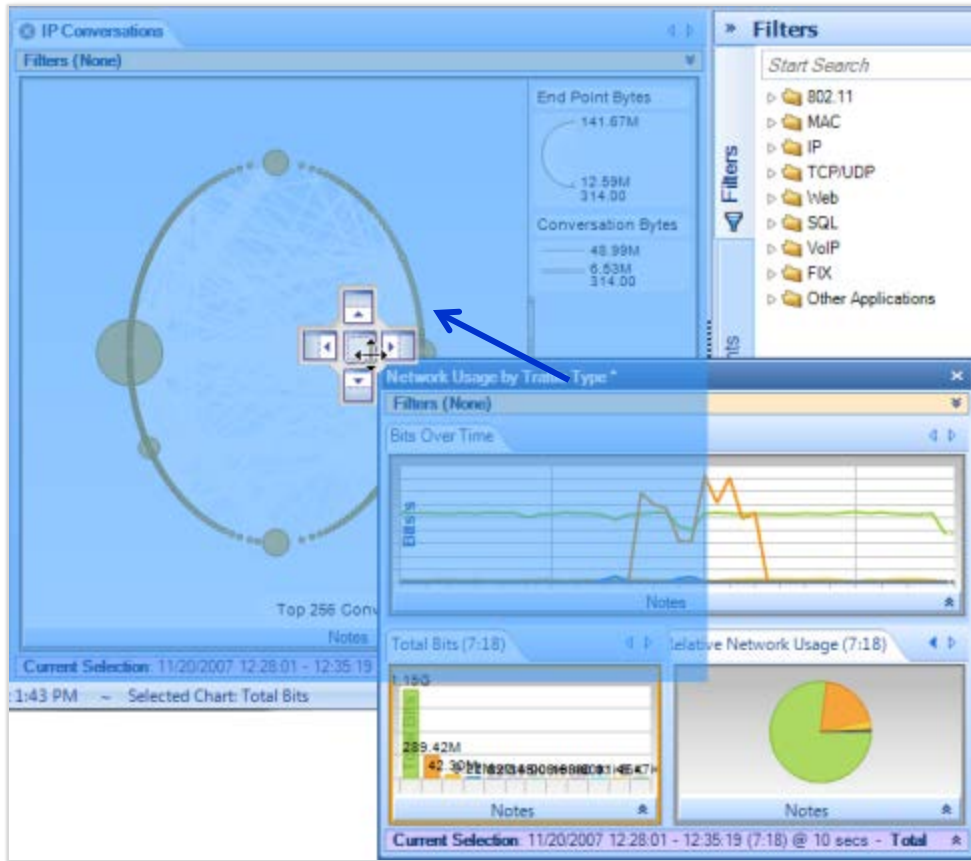 IP Conversations
Filters (None)
End Point Bytes
141.67M
12.59M
314.00
Conversation Bytes
48.99M
6.53M
314.00
Top 256 Conv
Notes
Current Selection: 11/20/2007 12:28:01 - 12:35:19
1:43 PM ~ Selected Chart: Total Bits
Filters
Start Search
802.11
MAC
IP
TCP/UDP
Web
SQL
VoIP
FIX
Other Applications
Filters
nts
Network Usage by Traffic Type *
Filters (None)
Bits Over Time
Bits/s
Notes
Total Bits (7:18)
1.15G
Total Bits
289.42M
42.30M
Notes
Relative Network Usage (7:18)
Notes
Current Selection: 11/20/2007 12:28:01 - 12:35:19 (7:18) @ 10 secs - Total